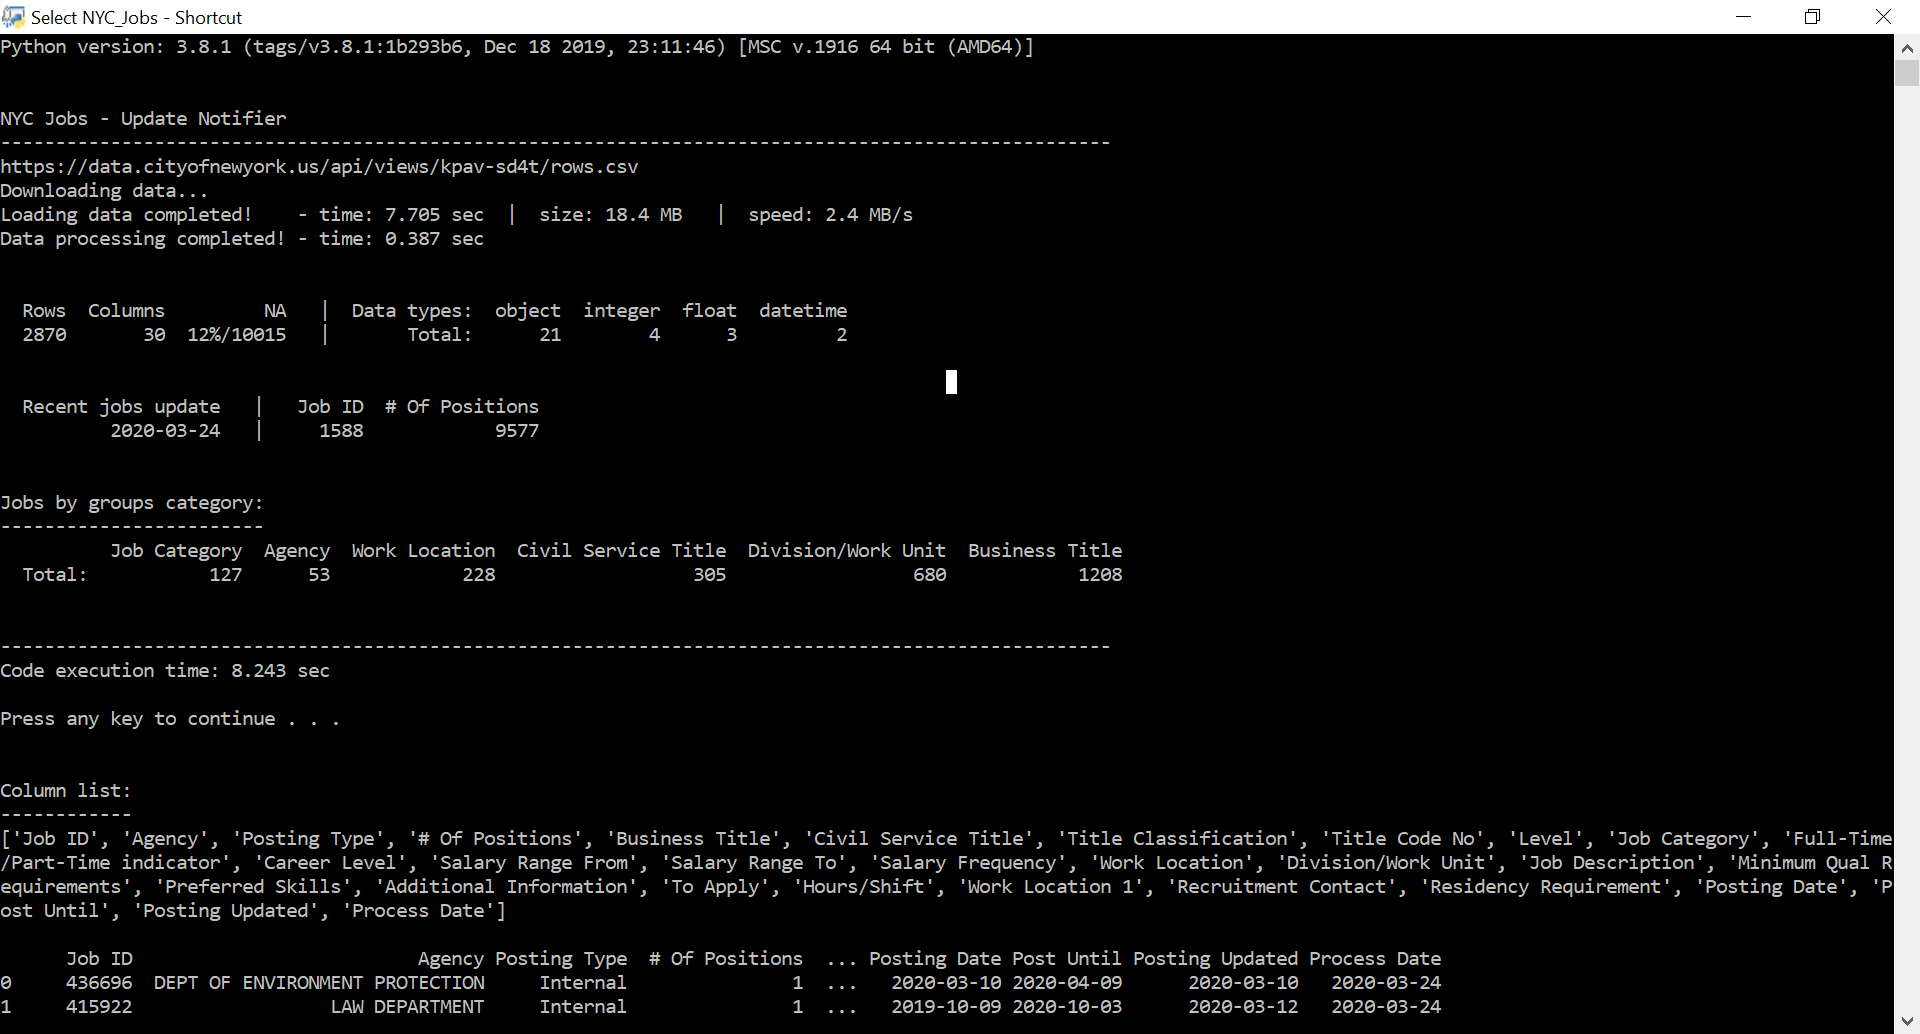 Select NYC_Jobs - Shortcut
Python version: 3.8.1 (tags/v3.8.1:1b293b6, Dec 18 2019, 23:11:46) [MSC v.1916 64 bit (AMD64)]
NYC Jobs - Update Notifier
-----------------------------------------------------------------------------------------------------
https://data.cityofnewyork.us/api/views/kpav-sd4t/rows.csv
Downloading data...
Loading data completed!    - time: 7.705 sec  |  size: 18.4 MB   |  speed: 2.4 MB/s
Data processing completed! - time: 0.387 sec
  Rows  Columns         NA   |  Data types:  object  integer  float  datetime
  2870       30  12%/10015   |       Total:      21        4      3         2
  Recent jobs update   |   Job ID  # Of Positions
          2020-03-24   |     1588            9577
Jobs by groups category:
------------------------
          Job Category  Agency  Work Location  Civil Service Title  Division/Work Unit  Business Title
  Total:           127      53            228                  305                 680            1208
-----------------------------------------------------------------------------------------------------
Code execution time: 8.243 sec
Press any key to continue . . .
Column list:
------------
['Job ID', 'Agency', 'Posting Type', '# Of Positions', 'Business Title', 'Civil Service Title', 'Title Classification', 'Title Code No', 'Level', 'Job Category', 'Full-Time
/Part-Time indicator', 'Career Level', 'Salary Range From', 'Salary Range To', 'Salary Frequency', 'Work Location', 'Division/Work Unit', 'Job Description', 'Minimum Qual R
equirements', 'Preferred Skills', 'Additional Information', 'To Apply', 'Hours/Shift', 'Work Location 1', 'Recruitment Contact', 'Residency Requirement', 'Posting Date', 'P
ost Until', 'Posting Updated', 'Process Date']
      Job ID                          Agency Posting Type  # Of Positions  ... Posting Date Post Until Posting Updated Process Date
0     436696  DEPT OF ENVIRONMENT PROTECTION     Internal               1  ...   2020-03-10 2020-04-09      2020-03-10   2020-03-24
1     415922                  LAW DEPARTMENT     Internal               1  ...   2019-10-09 2020-10-03      2020-03-12   2020-03-24